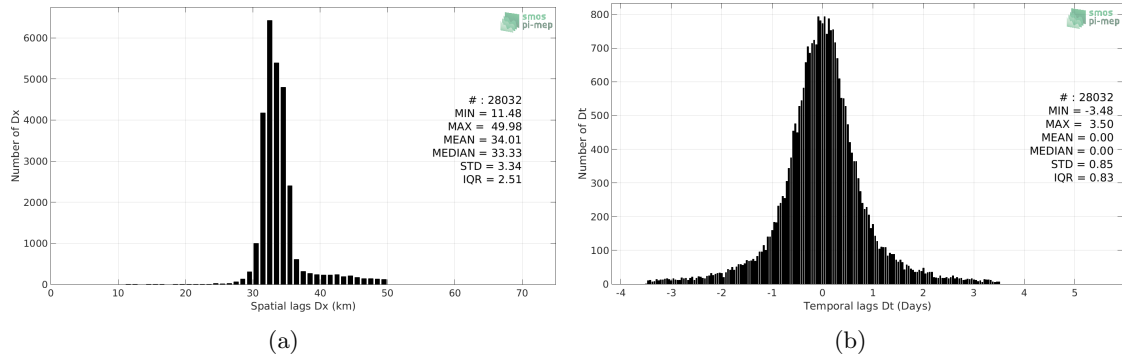 smos
pi-mep
6000
5000
4000
3000
2000
1000
0
Number of Dx
# : 28032
MIN = 11.48
MAX = 49.98
MEAN = 34.01
MEDIAN = 33.33
STD = 3.34
IQR = 2.51
0 10 20 30 40 50 60 70
Spatial lags Dx (km)
(a)
smos
pi-mep
800
700
600
500
400
300
200
100
0
Number of Dt
# : 28032
MIN = -3.48
MAX = 3.50
MEAN = 0.00
MEDIAN = 0.00
STD = 0.85
IQR = 0.83
-4 -3 -2 -1 0 1 2 3 4 5
Temporal lags Dt (Days)
(b)